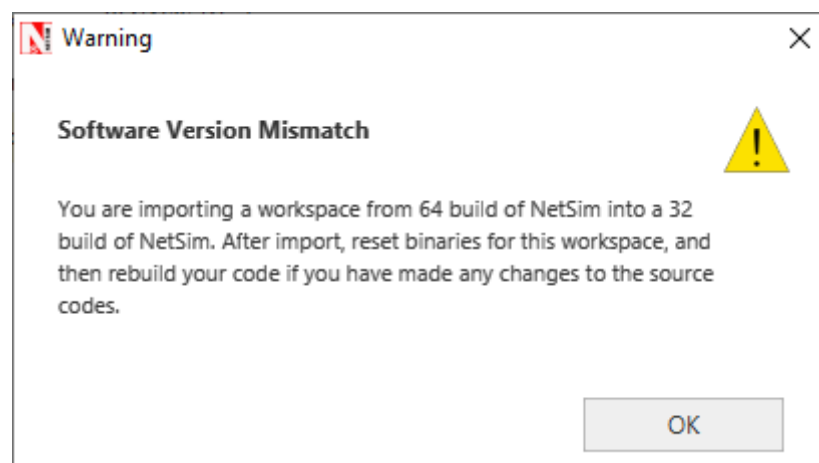 Warning
Software Version Mismatch
You are importing a workspace from 64 build of NetSim into a 32
build of NetSim. After import, reset binaries for this workspace, and
then rebuild your code if you have made any changes to the source
codes.
OK